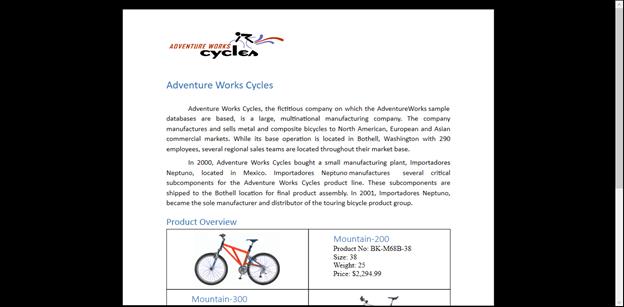 ADVENTURE WORKS
cycles
Adventure Works Cycles
Adventure Works Cycles, the fictitious company on which the AdventureWorks sample
databases are based, is a large, multinational manufacturing company. The company
manufactures and sells metal and composite bicycles to North American, European and Asian
commercial markets. While its base operation is located in Bothell, Washington with 290
employees, several regional sales teams are located throughout their market base.
In 2000, Adventure Works Cycles bought a small manufacturing plant, Importadores
Neptuno, located in Mexico. Importadores Neptuno manufactures several critical
subcomponents for the Adventure Works Cycles product line. These subcomponents are
shipped to the Bothell location for final product assembly. In 2001, Importadores Neptuno,
became the sole manufacturer and distributor of the touring bicycle product group.
Product Overview
Mountain-200
Product No: BK-M68B-38
Size: 38
Weight: 25
Price: $2,294.99
Mountain-300